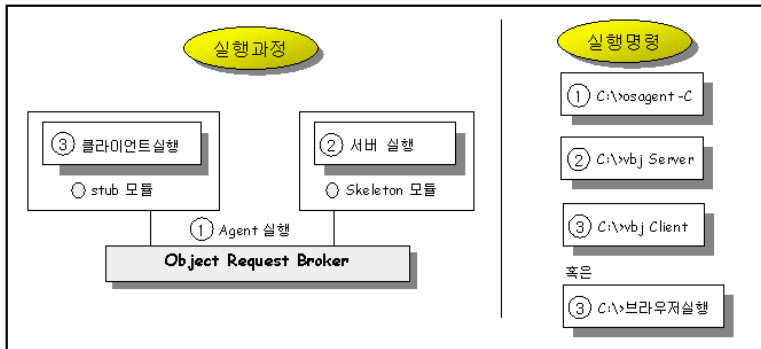 실행과정
③ 클라이언트실행
stub 모듈
② 서버 실행
Skeleton 모듈
① Agent 실행
Object Request Broker
실행명령
① C:\>osagent -C
② C:\>vbj Server
③ C:\>vbj Client
혹은
③ C:\>브라우저실행